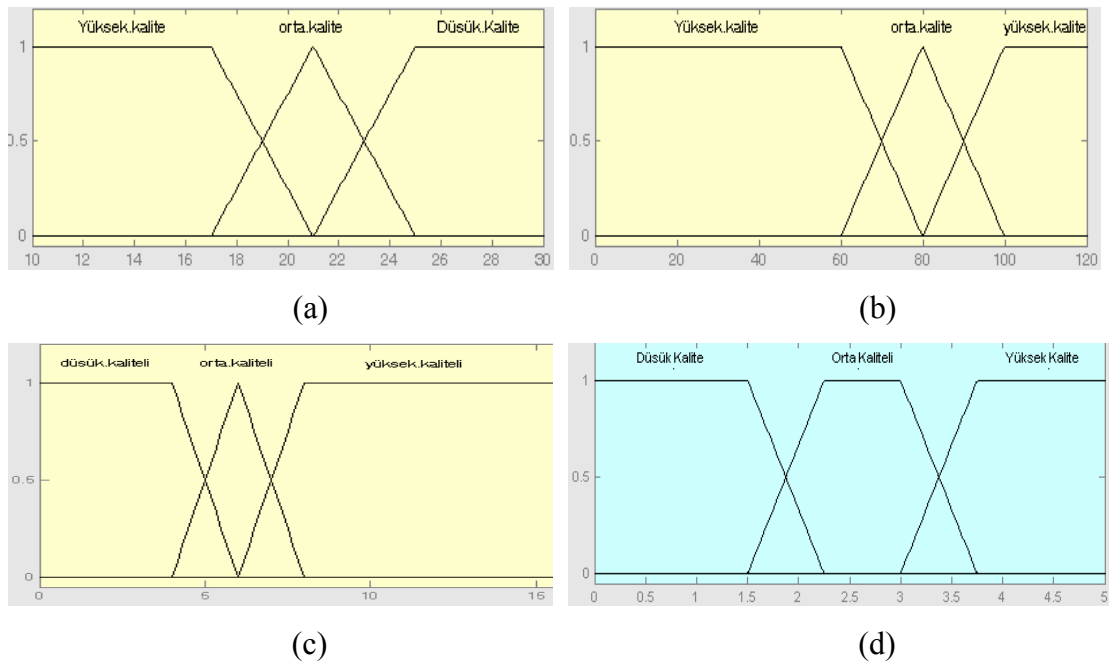 Yüksek.kalite orta.kalite Düsük.Kalite
1
0.5
0
10 12 14 16 18 20 22 24 26 28 30
(a)
Yüksek.kalite orta.kalite yüksek.kalite
1
0.5
0
0 20 40 60 80 100 120
(b)
düsük.kaliteli orta.kaliteli yüksek.kaliteli
1
0.5
0
0 5 10 15
(c)
Düsük Kalite Orta Kaliteli Yüksek Kalite
1
0.5
0
0 0.5 1 1.5 2 2.5 3 3.5 4 4.5 5
(d)